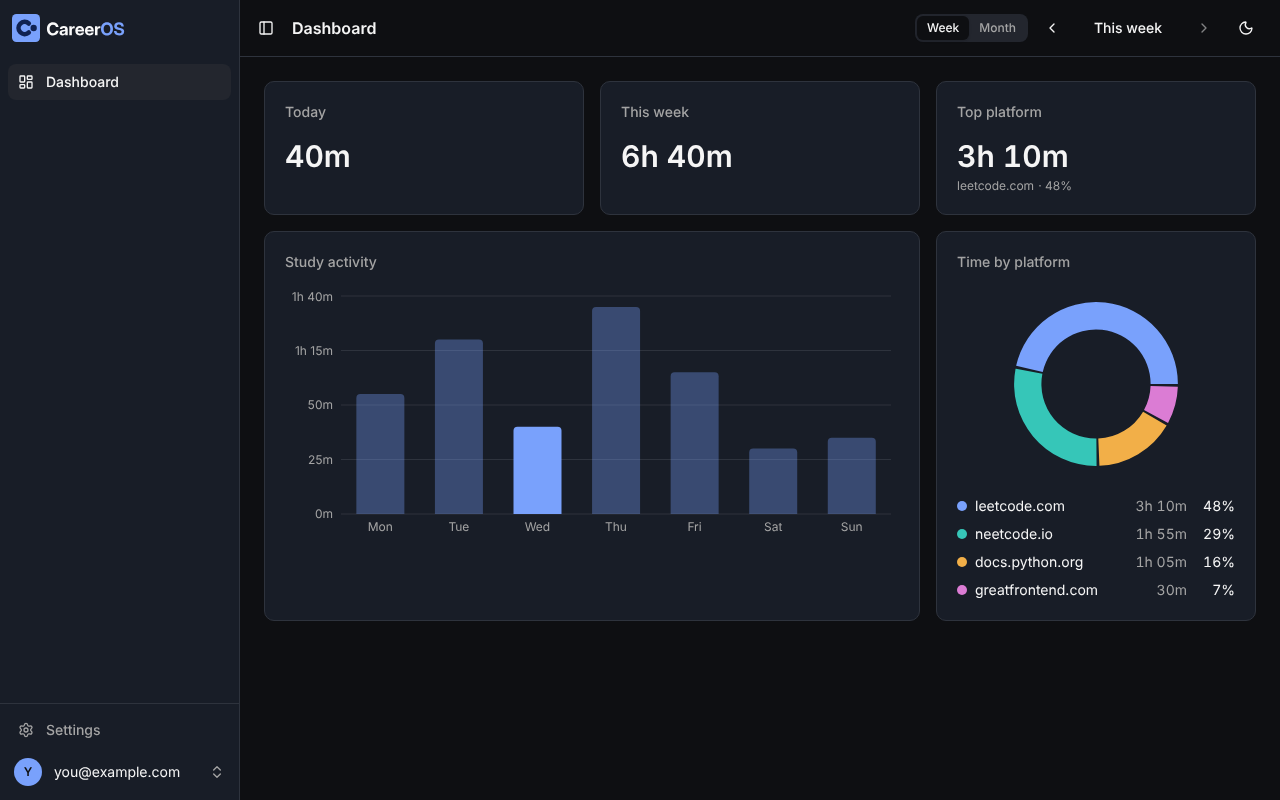 CareerOS
Dashboard
Dashboard
Week Month
This week
Today
40m
This week
6h 40m
Top platform
3h 10m
leetcode.com · 48%
Study activity
1h 40m
1h 15m
50m
25m
0m
Mon Tue Wed Thu Fri Sat Sun
Time by platform
leetcode.com 3h 10m 48%
neetcode.io 1h 55m 29%
docs.python.org 1h 05m 16%
greatfrontend.com 30m 7%
Settings
Y you@example.com